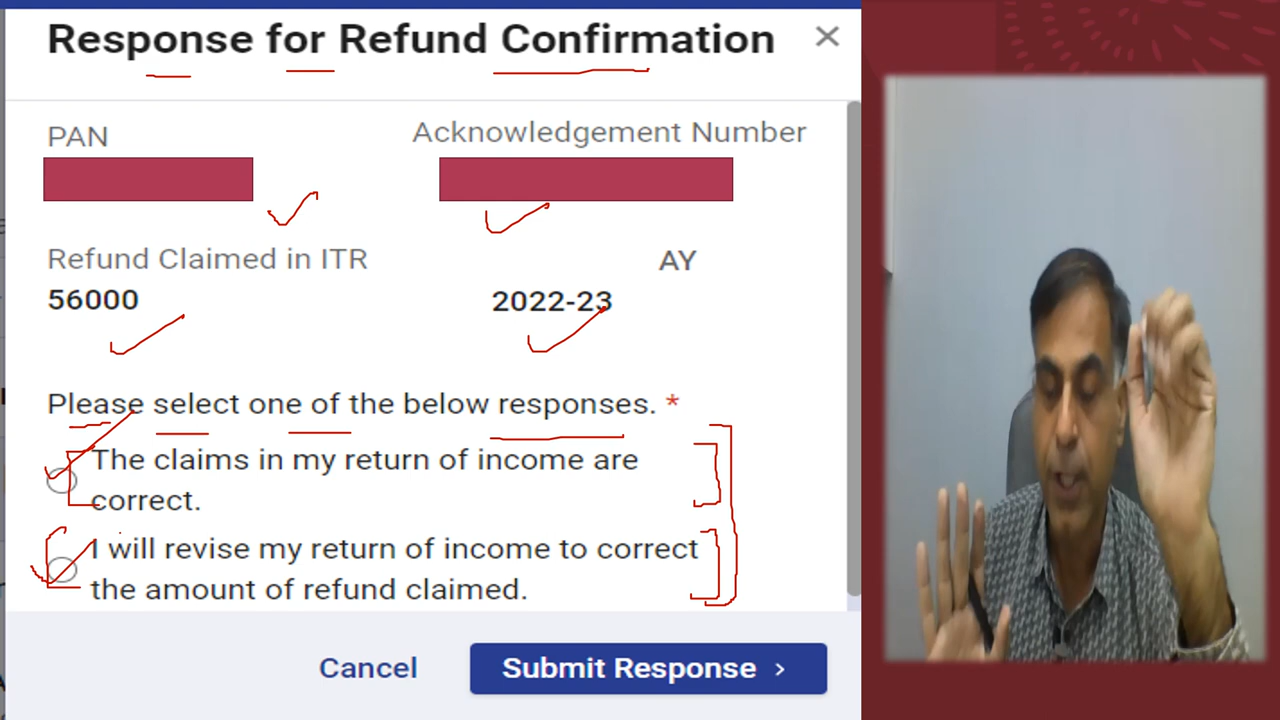 Response for Refund Confirmation ×
PAN
Acknowledgement Number
Refund Claimed in ITR
AY
56000
2022-23
Please select one of the below responses. *
The claims in my return of income are
correct.
I will revise my return of income to correct
the amount of refund claimed.
Cancel
Submit Response >